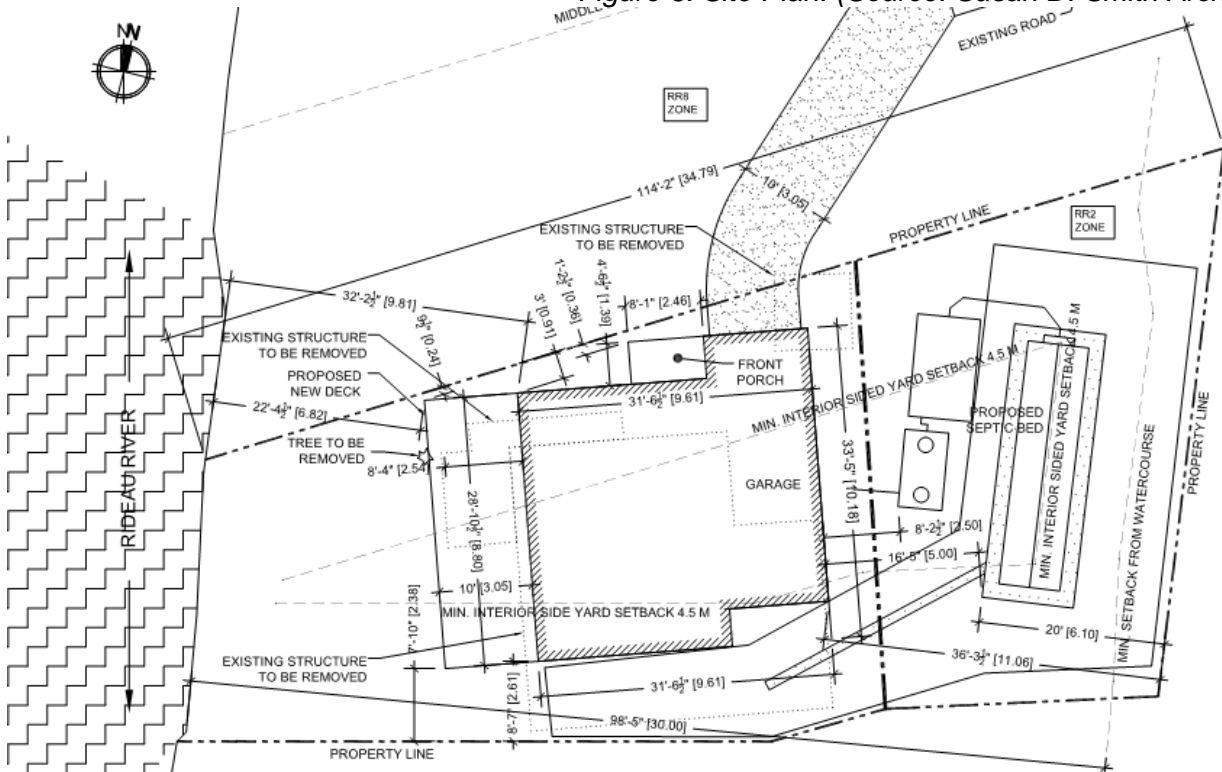 N
MIDDLE
EXISTING ROAD
RR8
ZONE
114'-2" [34.79]
10' [3.05]
PROPERTY LINE
RR2
ZONE
EXISTING STRUCTURE
TO BE REMOVED
32'-2½" [9.81]
9½" [0.24]
3' [0.91]
1'-2½" [0.36]
4'-6½" [1.39]
8'-1" [2.46]
EXISTING STRUCTURE
TO BE REMOVED
PROPOSED
NEW DECK
22'-4½" [6.82]
TREE TO BE
REMOVED
8'-4" [2.54]
FRONT
PORCH
31'-6½" [9.61]
MIN. INTERIOR SIDED YARD SETBACK 4.5 M
PROPOSED
SEPTIC BED
MIN. INTERIOR SIDED YARD SETBACK 4.5 M
MIN. SETBACK FROM WATERCOURSE
PROPERTY LINE
RIDEAU RIVER
28'-10½" [8.80]
GARAGE
33'-5" [10.18]
8'-2½" [2.50]
16'-5" [5.00]
10' [3.05]
7'-10" [2.38]
MIN. INTERIOR SIDE YARD SETBACK 4.5 M
20' [6.10]
36'-3½" [11.06]
EXISTING STRUCTURE
TO BE REMOVED
31'-6½" [9.61]
8'-7" [2.61]
98'-5" [30.00]
PROPERTY LINE